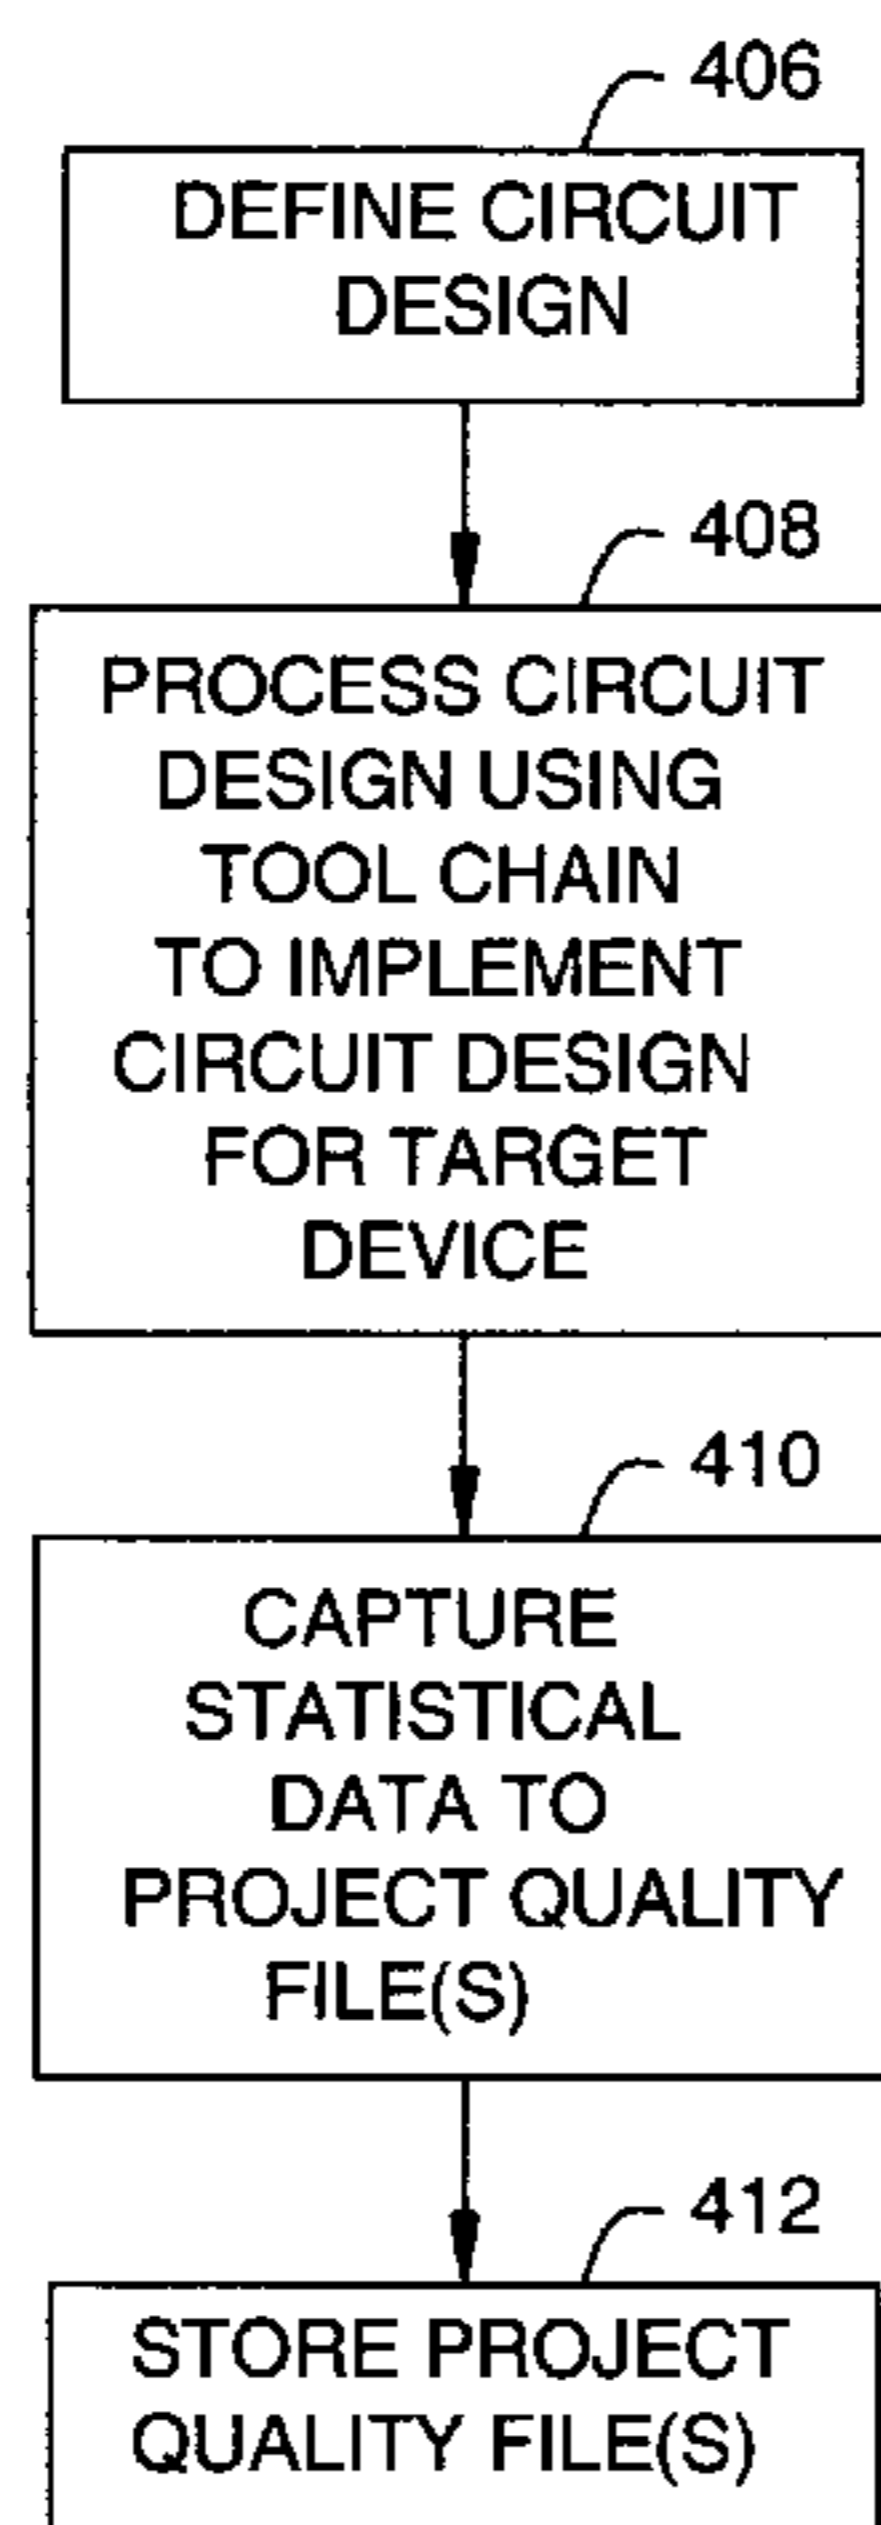 406
DEFINE CIRCUIT
DESIGN
408
PROCESS CIRCUIT
DESIGN USING
TOOL CHAIN
TO IMPLEMENT
CIRCUIT DESIGN
FOR TARGET
DEVICE
410
CAPTURE
STATISTICAL
DATA TO
PROJECT QUALITY
FILE(S)
412
STORE PROJECT
QUALITY FILE(S)